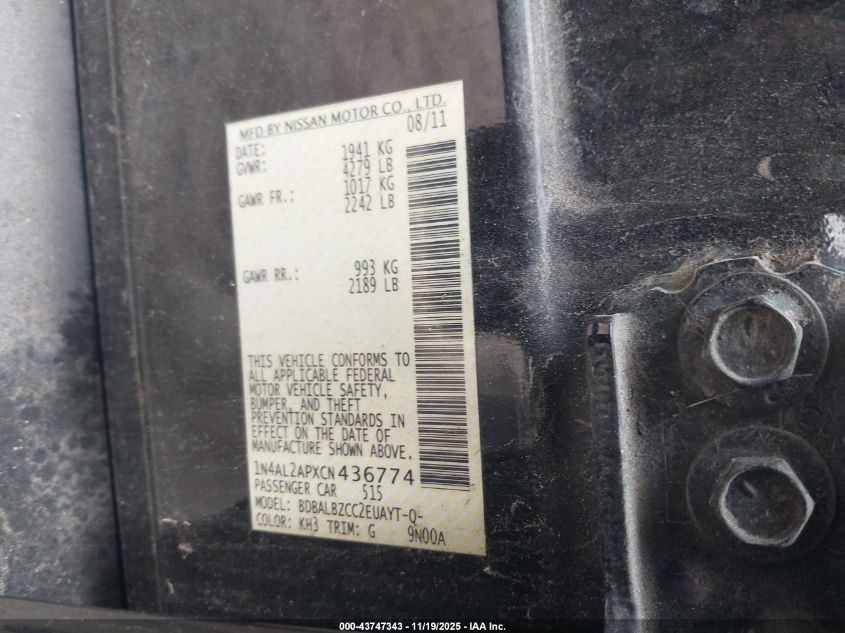 MFD BY NISSAN MOTOR CO., LTD.
DATE: 08/11
GVWR: 1941 KG
4279 LB
GAWR FR.: 1017 KG
2242 LB
GAWR RR.: 993 KG
2189 LB
THIS VEHICLE CONFORMS TO
ALL APPLICABLE FEDERAL
MOTOR VEHICLE SAFETY,
BUMPER, AND THEFT
PREVENTION STANDARDS IN
EFFECT ON THE DATE OF
MANUFACTURE SHOWN ABOVE.
1N4AL2APXCN436774
PASSENGER CAR 515
MODEL: BDBALBZCC2EUAYT-Q-
COLOR: KH3 TRIM: G 9N00A
000-43747343 - 11/19/2025 - IAA Inc.